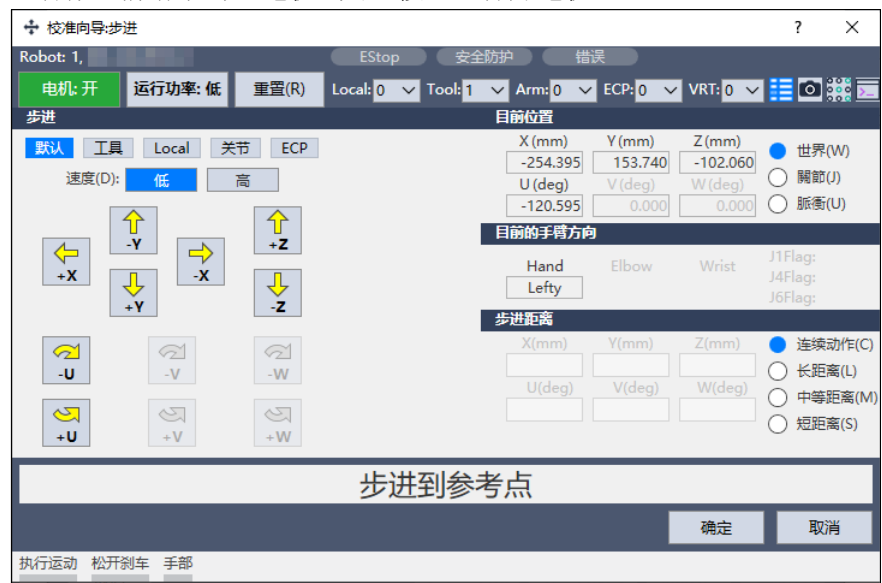 校准向导:步进
?
Robot: 1,
EStop 安全防护 错误
电机: 开 运行功率: 低 重置(R) Local: 0 Tool: 1 Arm: 0 ECP: 0 VRT: 0
步进
默认 工具 Local 关节 ECP
速度(D): 低 高
-Y
+Z
+X
-X
+Y
-Z
-U -V -W
+U +V +W
目前位置
X (mm) Y (mm) Z (mm)
-254.395 153.740 -102.060
U (deg) V (deg) W (deg)
-120.595 0.000 0.000
世界(W)
關節(J)
脈衝(U)
目前的手臂方向
Hand Elbow Wrist
Lefty
J1Flag:
J4Flag:
J6Flag:
步进距离
X(mm) Y(mm) Z(mm)
U(deg) V(deg) W(deg)
连续动作(C)
长距离(L)
中等距离(M)
短距离(S)
步进到参考点
确定 取消
执行运动 松开刹车 手部